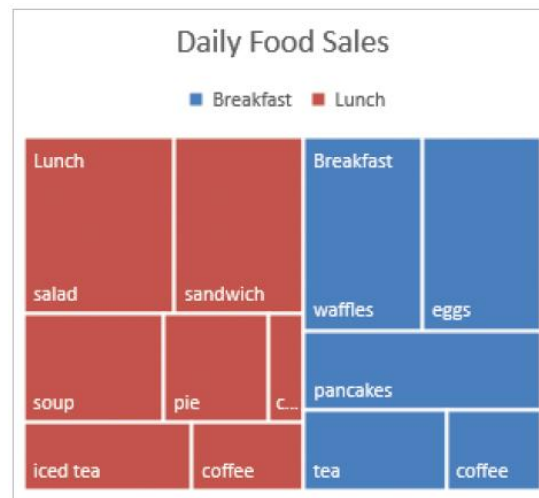 Daily Food Sales
Breakfast Lunch
Lunch
salad
sandwich
soup
pie
c...
iced tea
coffee
Breakfast
waffles
eggs
pancakes
tea
coffee